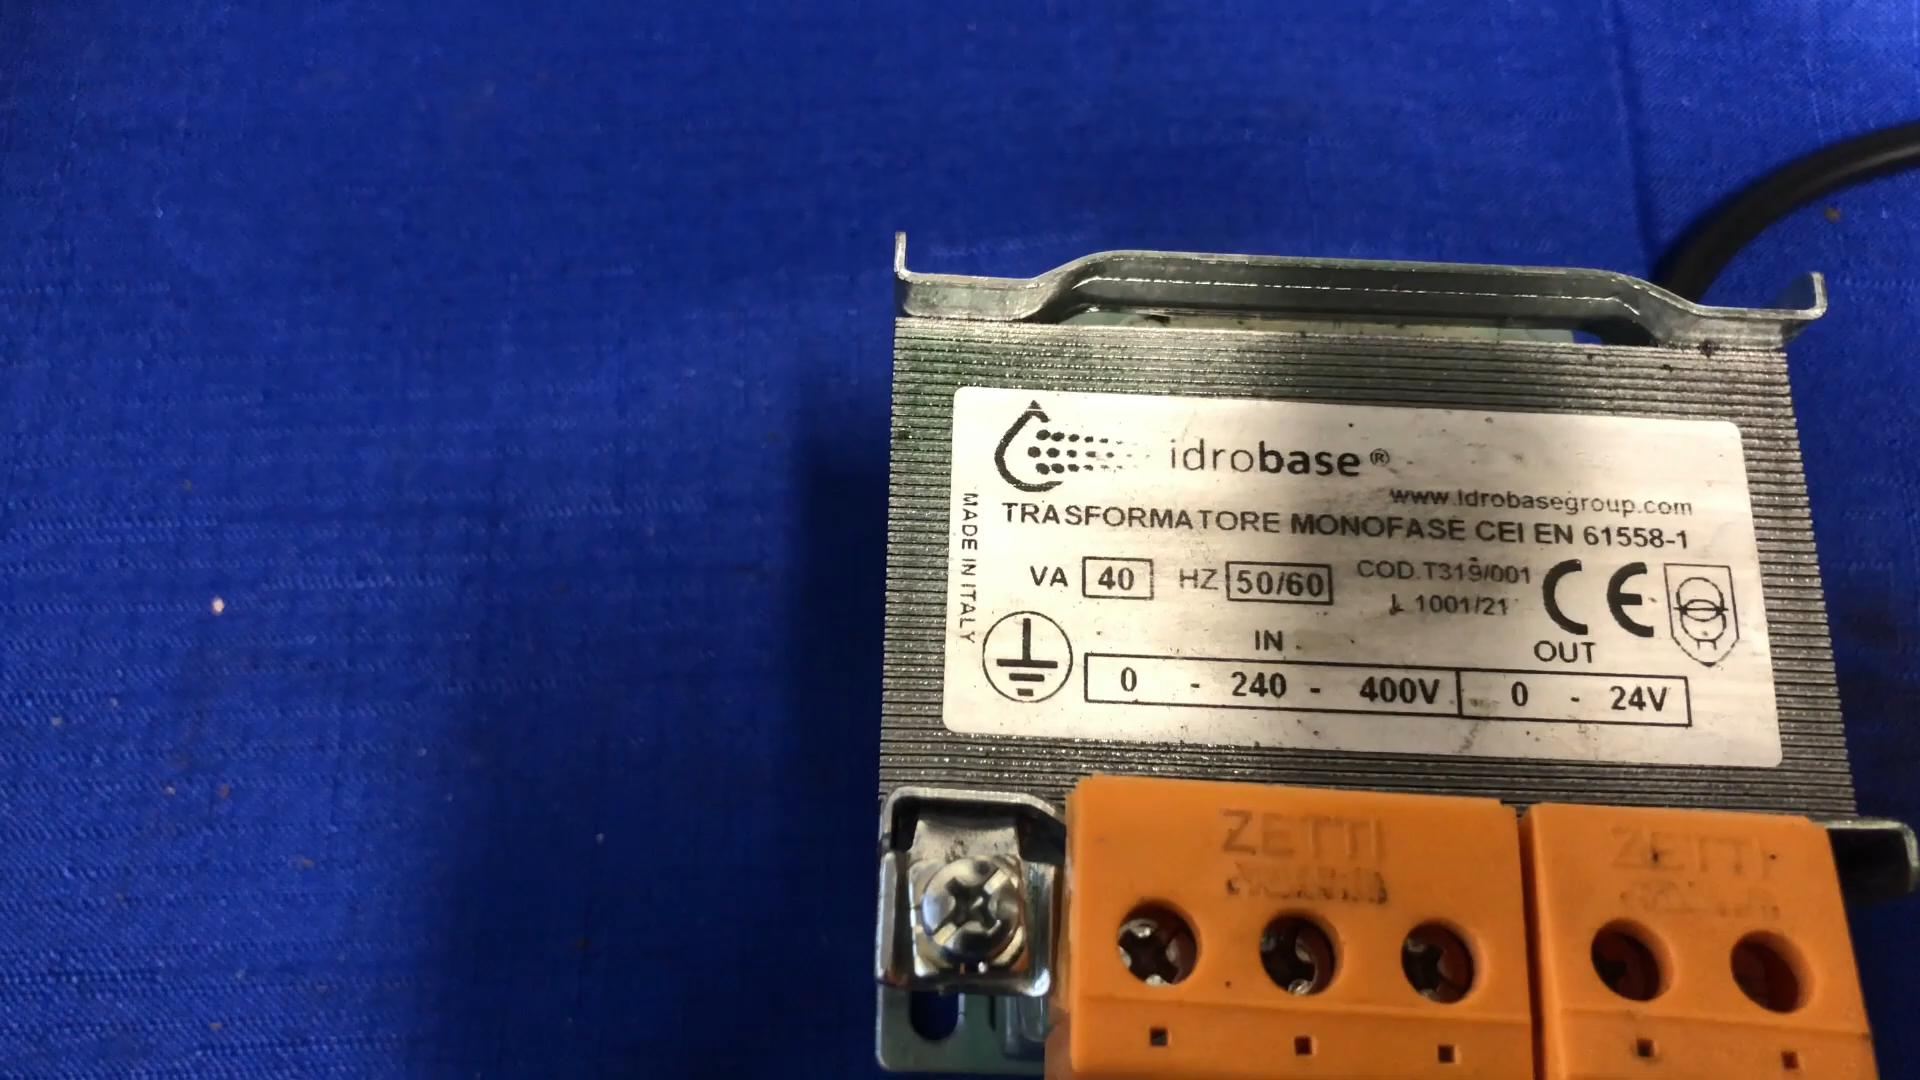 idrobase®
www.idrobasegroup.com
TRASFORMATORE MONOFASE CEI EN 61558-1
MADE IN ITALY
VA 40 HZ 50/60 COD.T319/001 CE
1001/21
IN OUT
0 - 240 - 400V 0 - 24V
ZETTI ZETTI